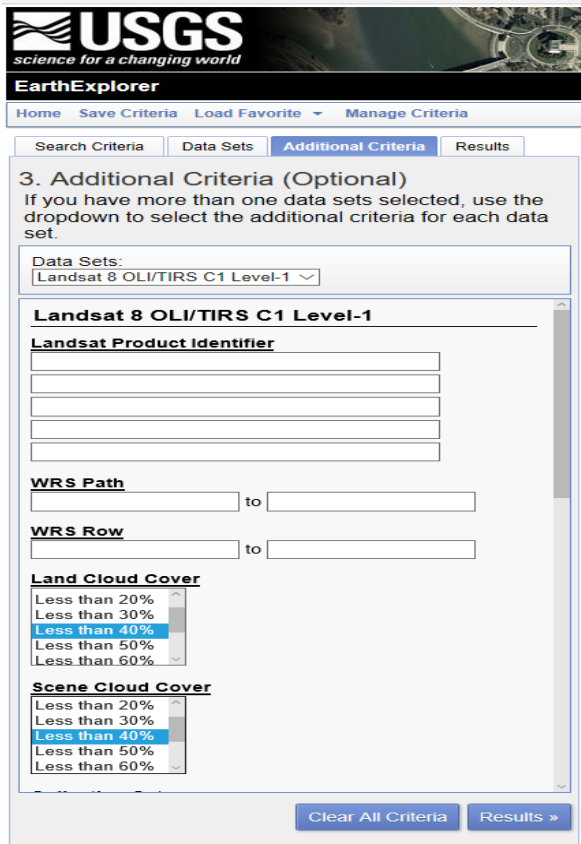 USGS
science for a changing world
EarthExplorer
Home Save Criteria Load Favorite Manage Criteria
Search Criteria Data Sets Additional Criteria Results
3. Additional Criteria (Optional)
If you have more than one data sets selected, use the
dropdown to select the additional criteria for each data
set.
Data Sets:
Landsat 8 OLI/TIRS C1 Level-1
Landsat 8 OLI/TIRS C1 Level-1
Landsat Product Identifier
WRS Path
to
WRS Row
to
Land Cloud Cover
Less than 20%
Less than 30%
Less than 40%
Less than 50%
Less than 60%
Scene Cloud Cover
Less than 20%
Less than 30%
Less than 40%
Less than 50%
Less than 60%
Clear All Criteria Results »